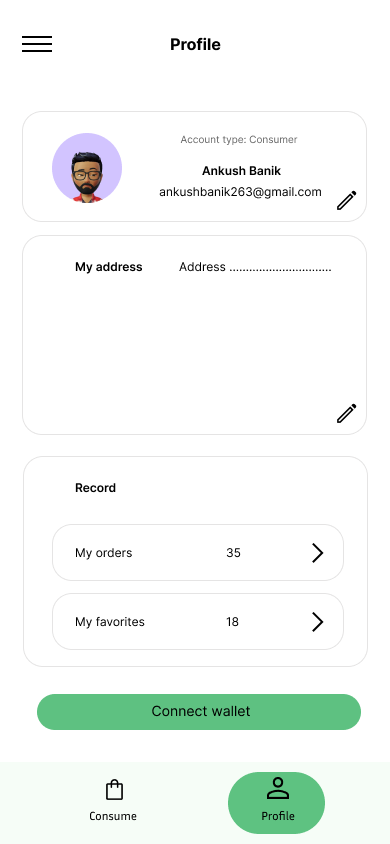 Profile
Account type: Consumer
Ankush Banik
ankushbanik263@gmail.com
My address Address ...............................
Record
My orders 35
My favorites 18
Connect wallet
Consume Profile